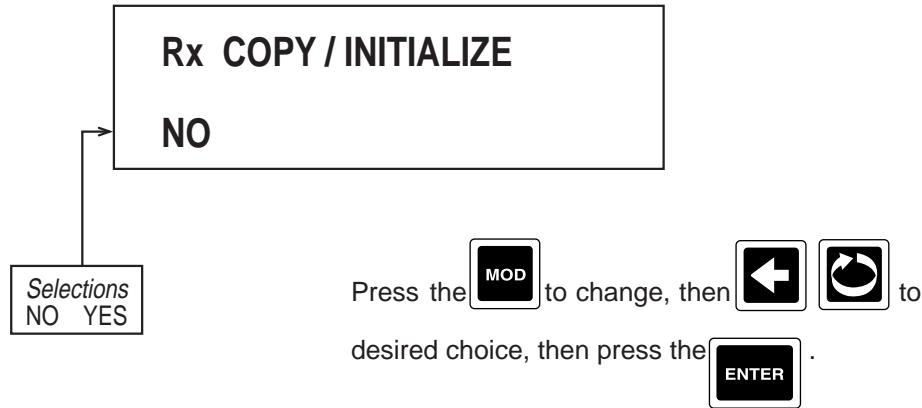 Rx COPY / INITIALIZE
NO
Selections
NO YES
Press the MOD to change, then to
desired choice, then press the ENTER .